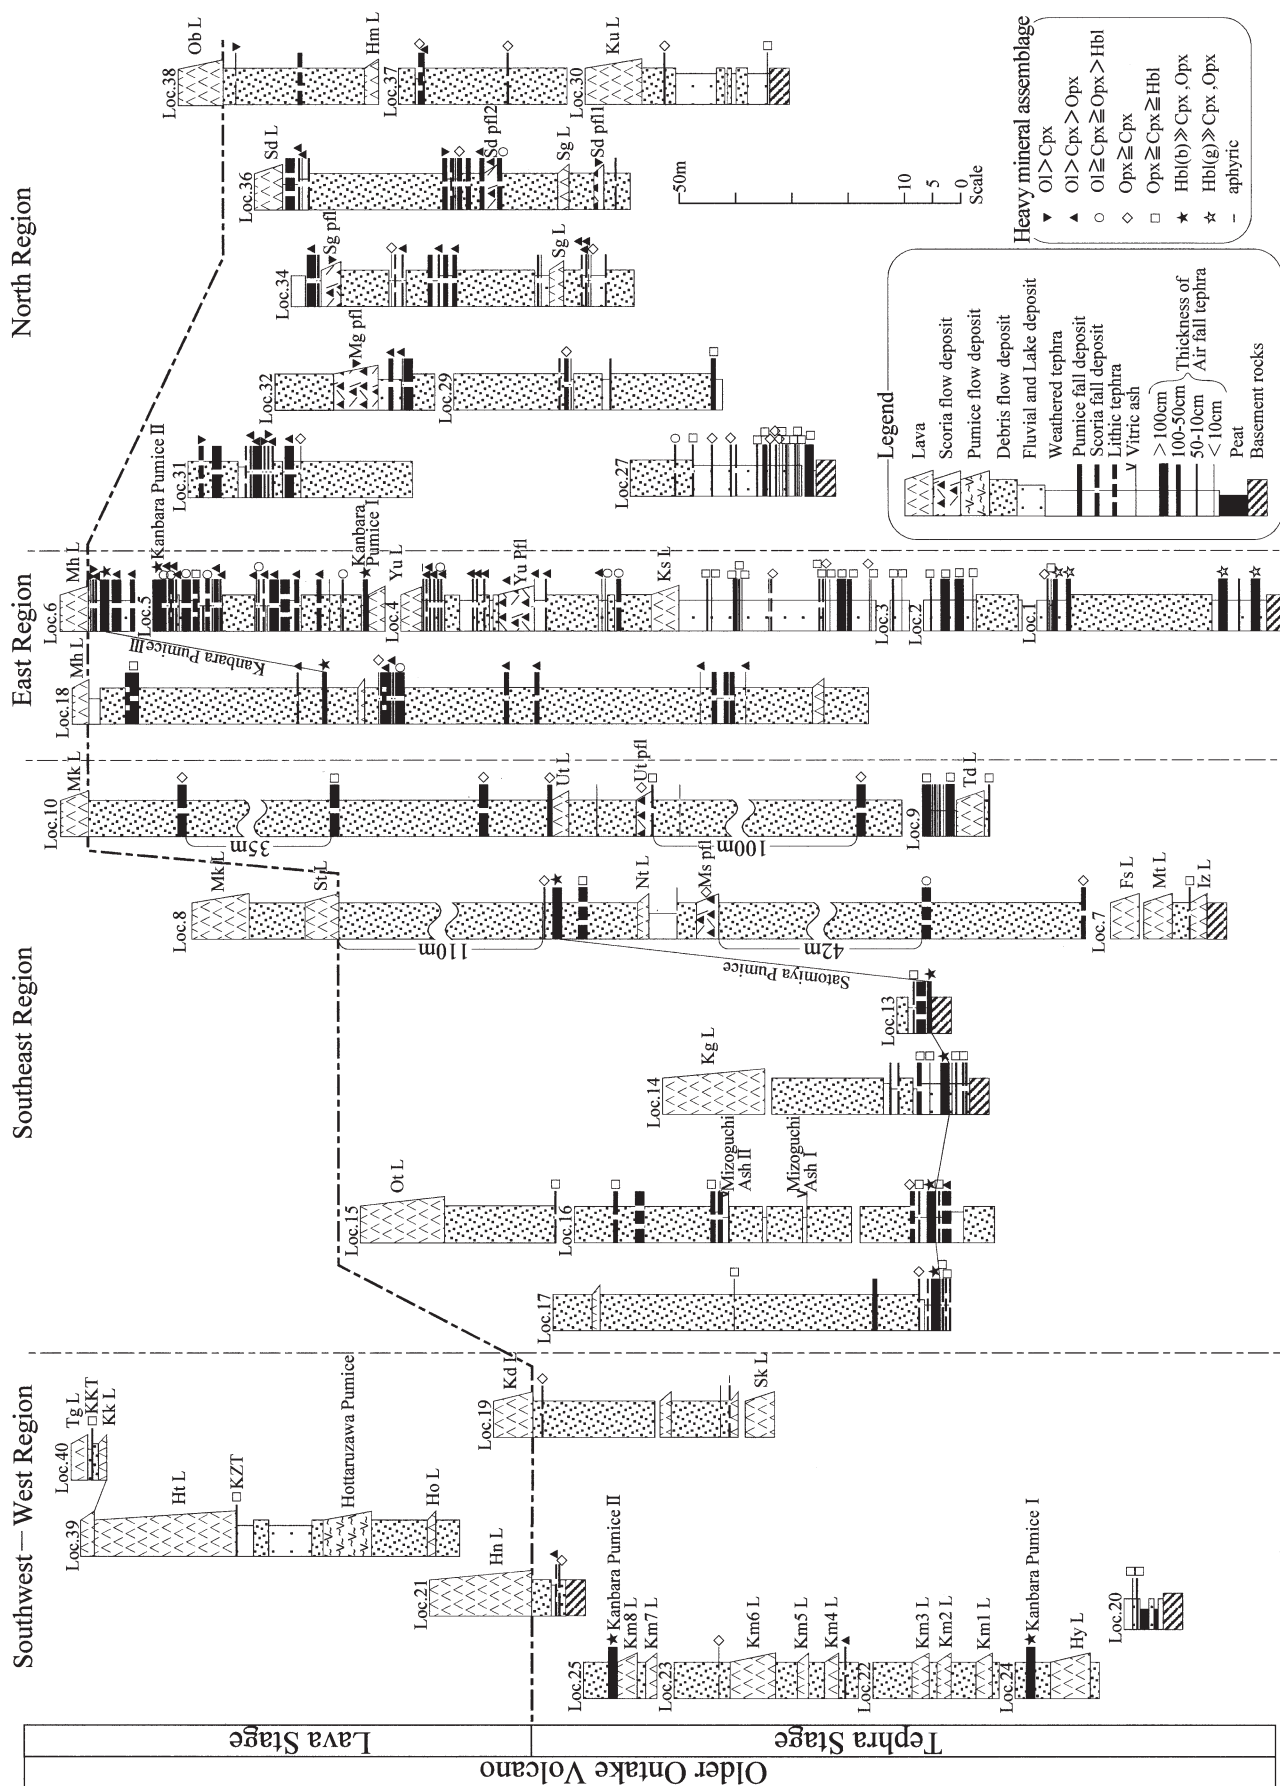 Southwest — West Region
Southeast Region
East Region
North Region
Older Ontake Volcano
Lava Stage
Tephra Stage
Loc.40
Tg L
KKT
Kk L
Loc.39
Ht L
KZT
Hottaruzawa Pumice
Ho L
Loc.21
Hn L
Loc.25
Kanbara Pumice II
Km8 L
Km7 L
Loc.23
Km6 L
Km5 L
Km4 L
Loc.22
Km3 L
Km2 L
Km1 L
Loc.24
Kanbara Pumice I
Hy L
Loc.20
Loc.19
Kd L
Sk L
Loc.17
Loc.15
Ot L
Loc.16
Mizoguchi
Ash II
Mizoguchi
Ash I
Loc.14
Kg L
Loc.13
Satomiya Pumice
Loc.8
Mk L
St L
110m
Nt L
Ms pfl
42m
Loc.7
Fs L
Mt L
Iz L
Loc.10
Mk L
35m
Ut L
Ut pfl
100m
Loc.9
Td L
Loc.18
Mh L
Kanbara Pumice III
Loc.6
Mh L
Loc.5
Kanbara Pumice II
Kanbara
Pumice I
Yu L
Loc.4
Yu Pfl
Ks L
Loc.3
Loc.2
Loc.1
Loc.31
Loc.27
Loc.32
Mg pfl
Loc.29
Loc.34
Sg pfl
Sg L
Loc.36
Sd L
Sd pfl2
Sg L
Sd pfl1
Loc.38
Ob L
Hm L
Loc.37
Loc.30
Ku L
50m
10
5
0
Scale
Legend
Lava
Scoria flow deposit
Pumice flow deposit
Debris flow deposit
Fluvial and Lake deposit
Weathered tephra
Pumice fall deposit
Scoria fall deposit
Lithic tephra
Vitric ash
>100cm
100-50cm
50-10cm
<10cm
Thickness of
Air fall tephra
Peat
Basement rocks
Heavy mineral assemblage
▼ Ol>Cpx
▲ Ol>Cpx>Opx
○ Ol≧Cpx≧Opx>Hbl
◇ Opx≧Cpx
□ Opx≧Cpx≧Hbl
★ Hbl(b)≫Cpx ,Opx
☆ Hbl(g)≫Cpx ,Opx
– aphyric